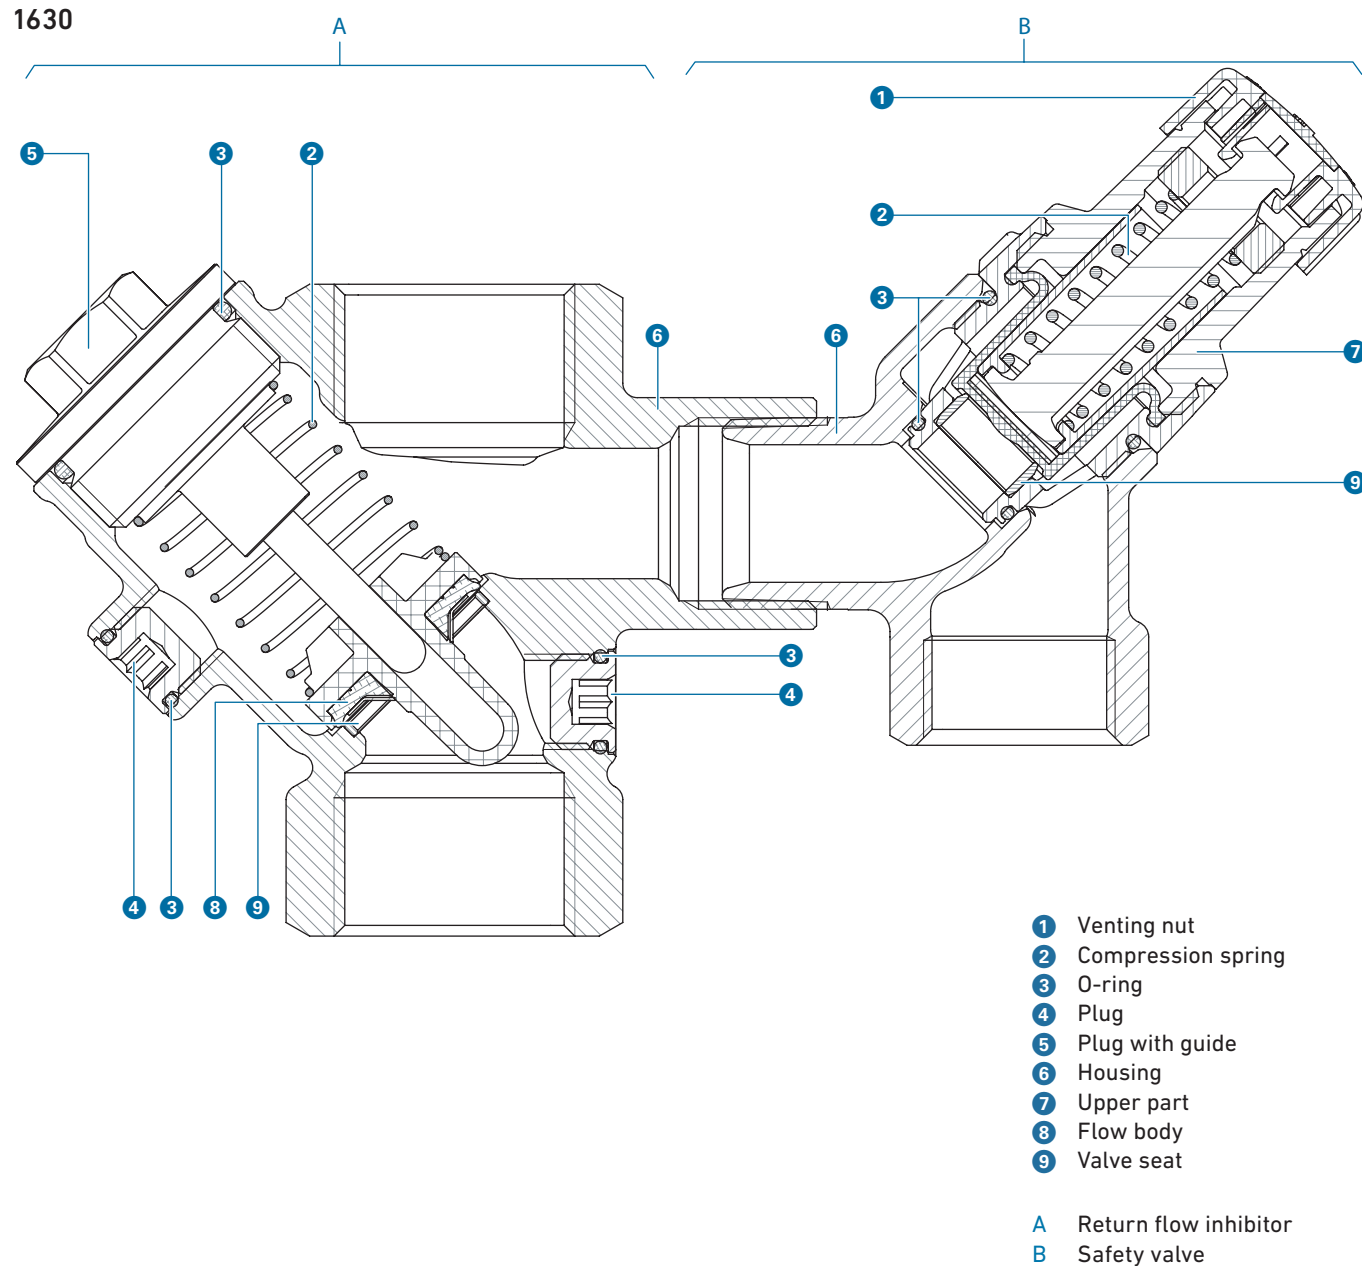 1630
A
B
1
5 3 2
2
3
6 6
7
9
3
4
4 3 8 9
1 Venting nut
2 Compression spring
3 O-ring
4 Plug
5 Plug with guide
6 Housing
7 Upper part
8 Flow body
9 Valve seat
A Return flow inhibitor
B Safety valve